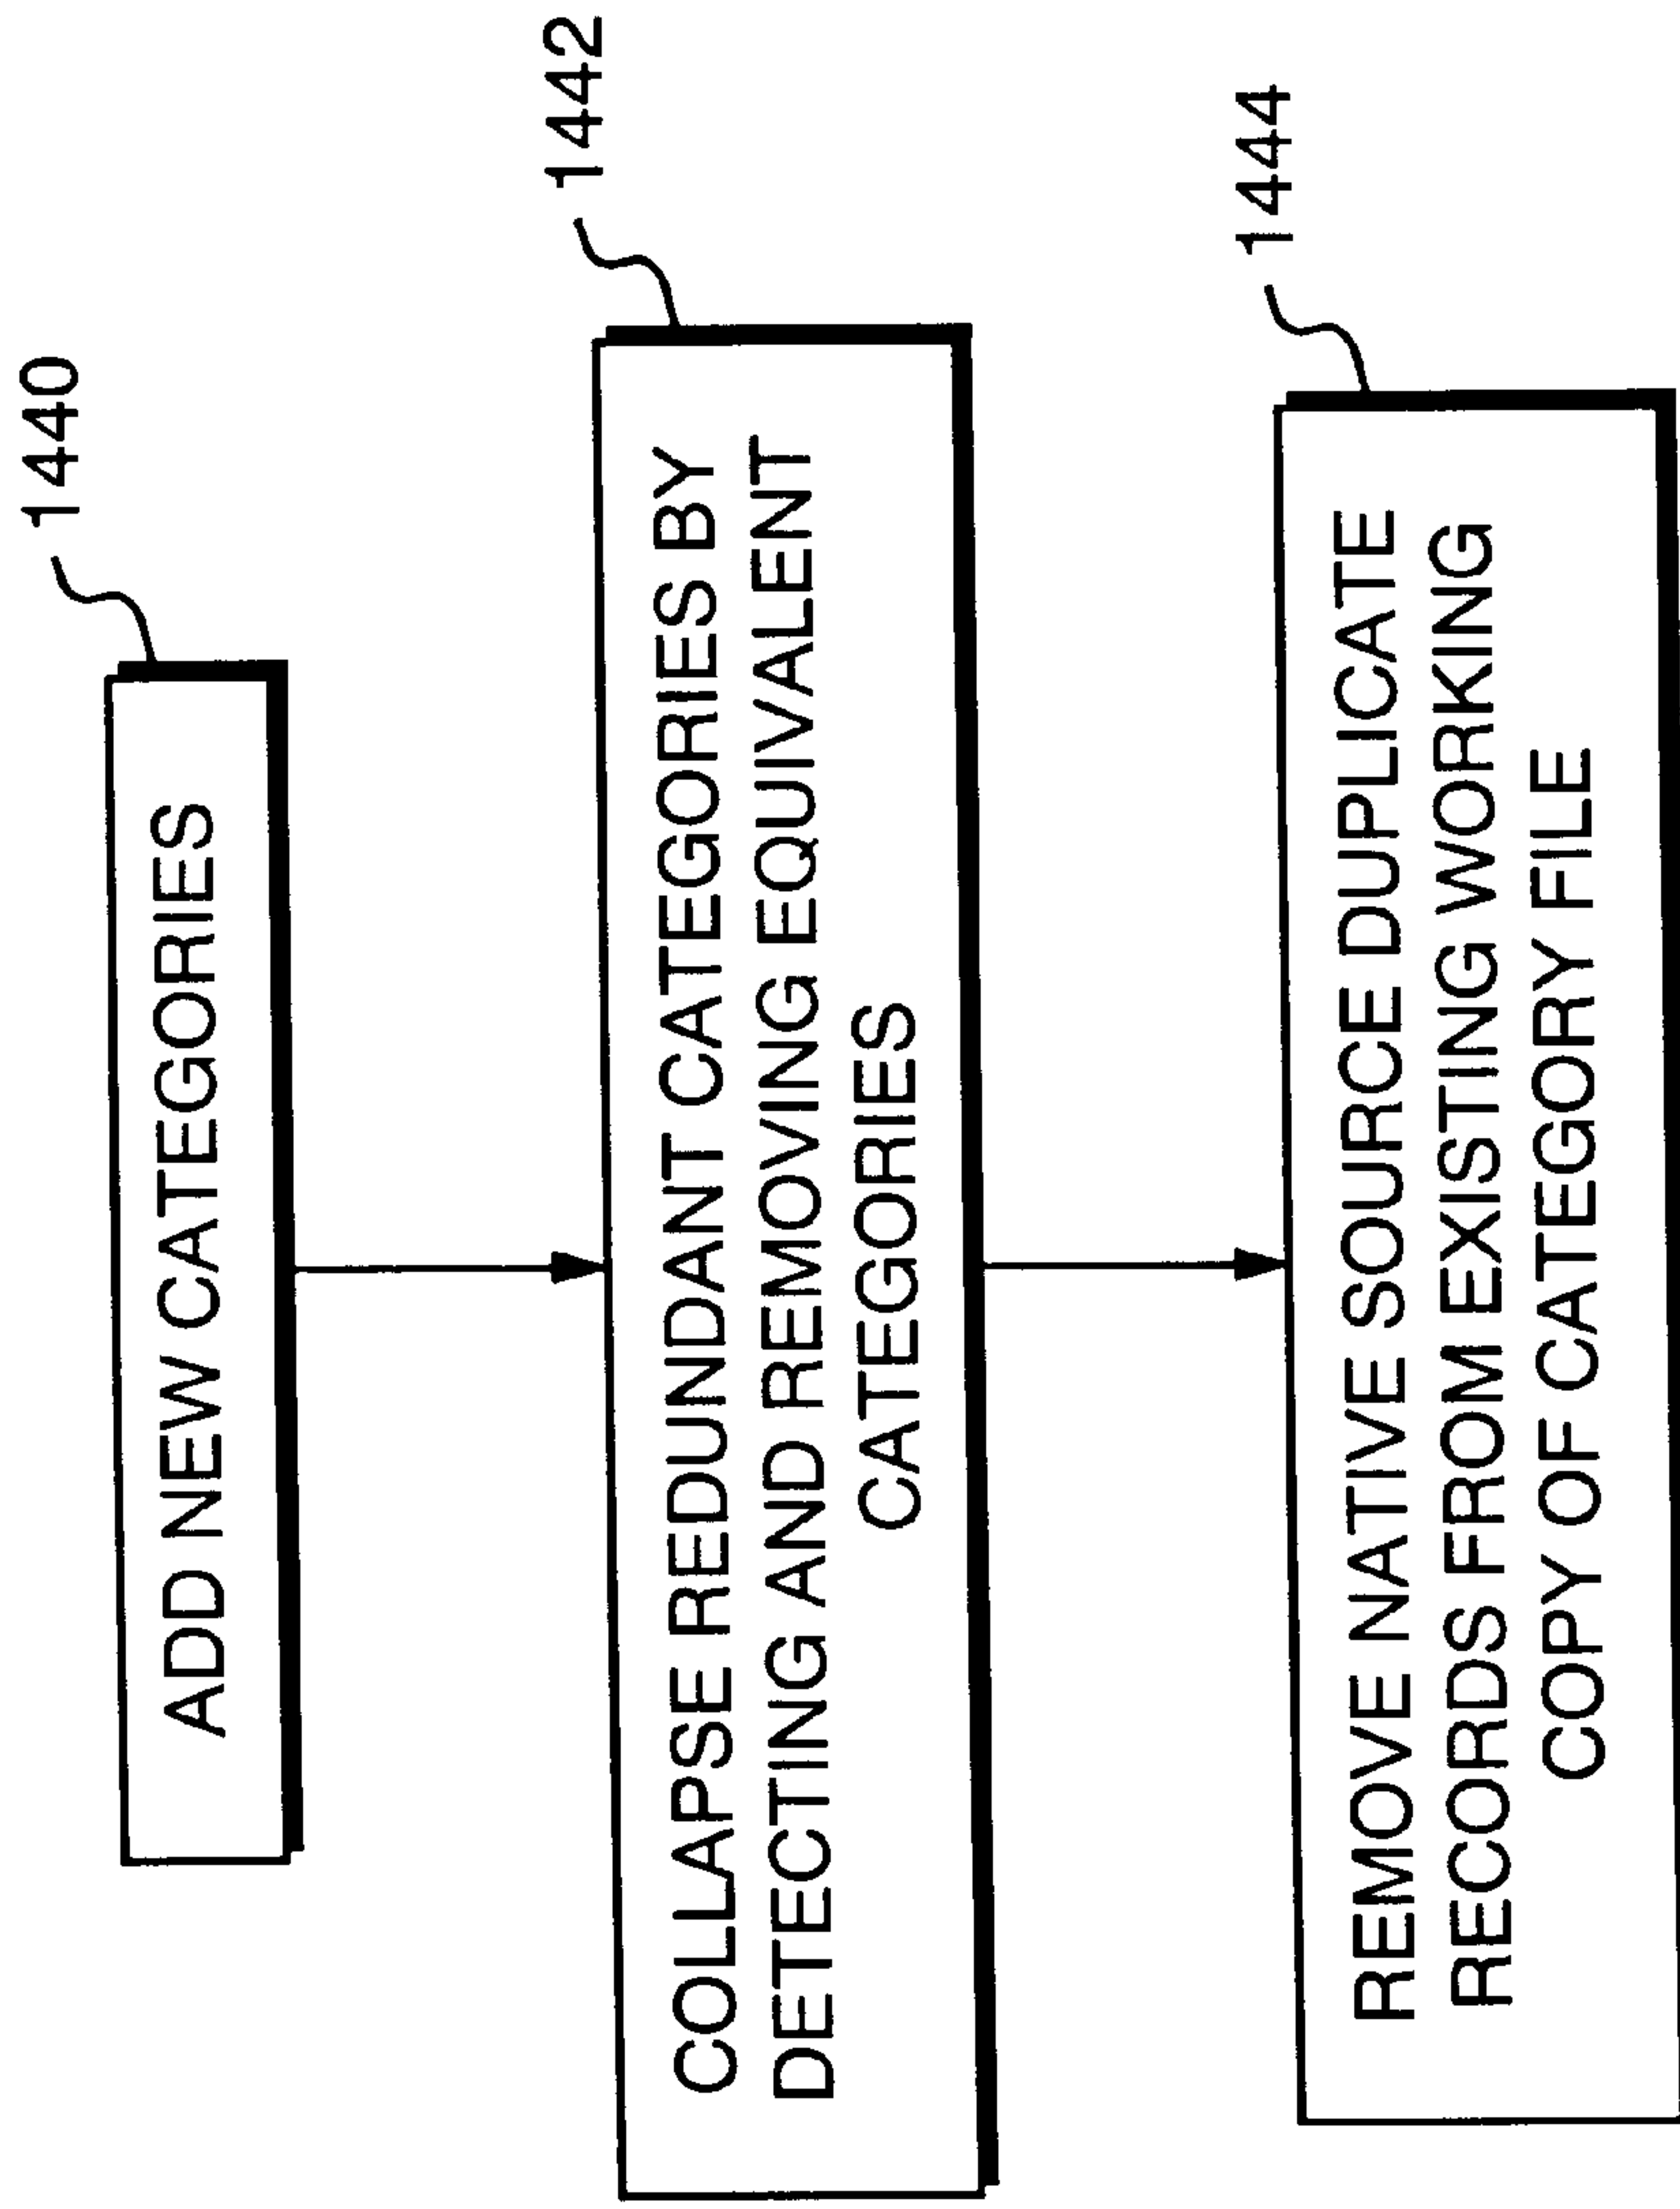 1440
ADD NEW CATEGORIES
1442
COLLAPSE REDUNDANT CATEGORIES BY
DETECTING AND REMOVING EQUIVALENT
CATEGORIES
1444
REMOVE NATIVE SOURCE DUPLICATE
RECORDS FROM EXISTING WORKING
COPY OF CATEGORY FILE